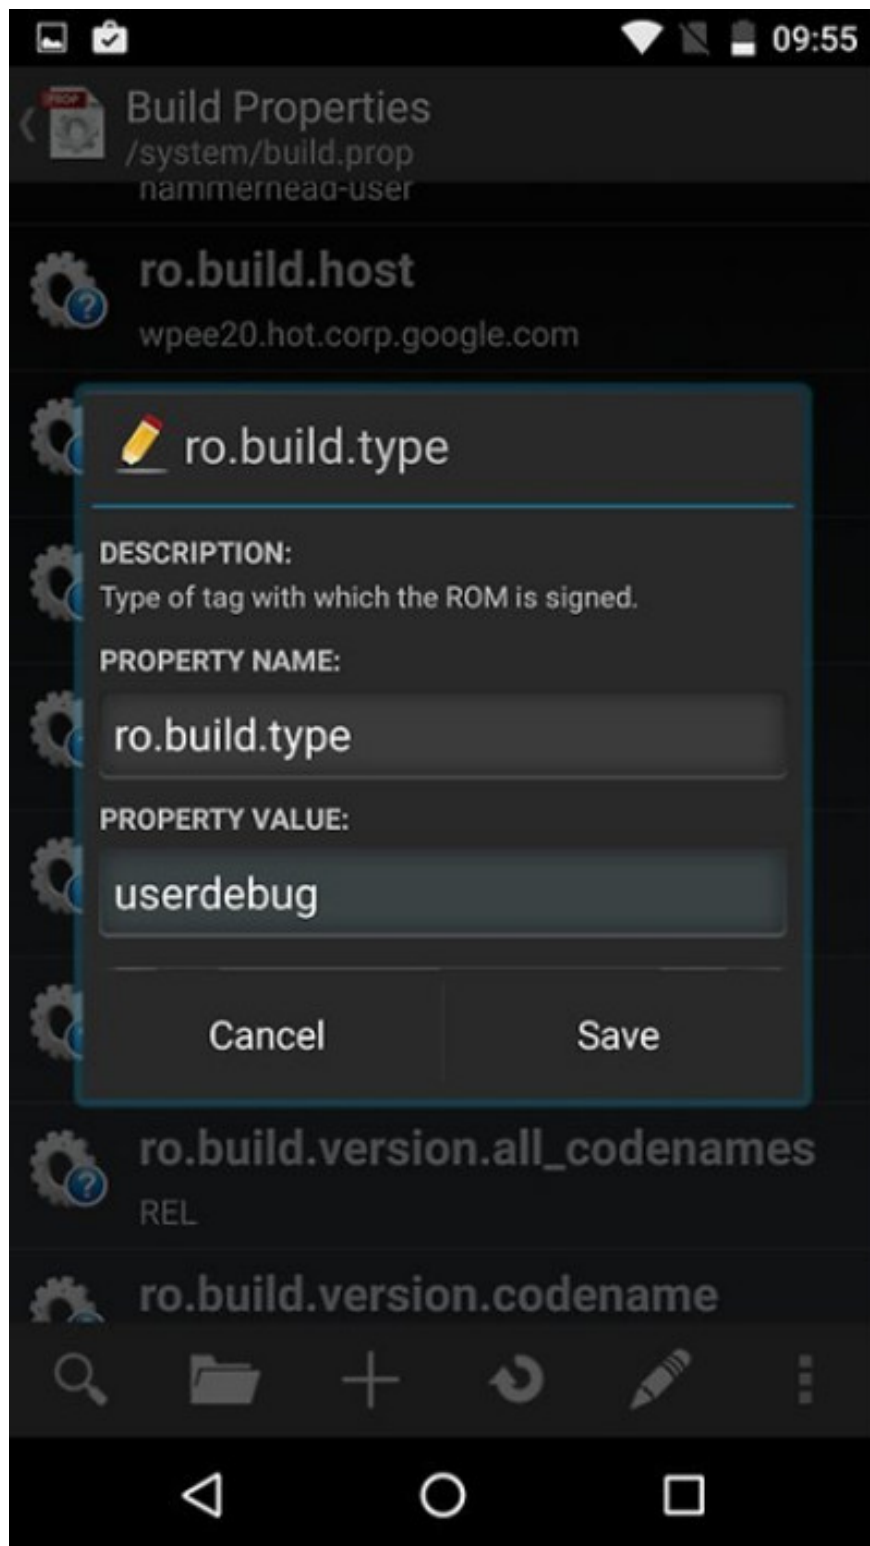 09:55
PROP
Build Properties
/system/build.prop
hammerhead-user
ro.build.host
wpee20.hot.corp.google.com
ro.build.type
DESCRIPTION:
Type of tag with which the ROM is signed.
PROPERTY NAME:
ro.build.type
PROPERTY VALUE:
userdebug
Cancel
Save
ro.build.version.all_codenames
REL
ro.build.version.codename